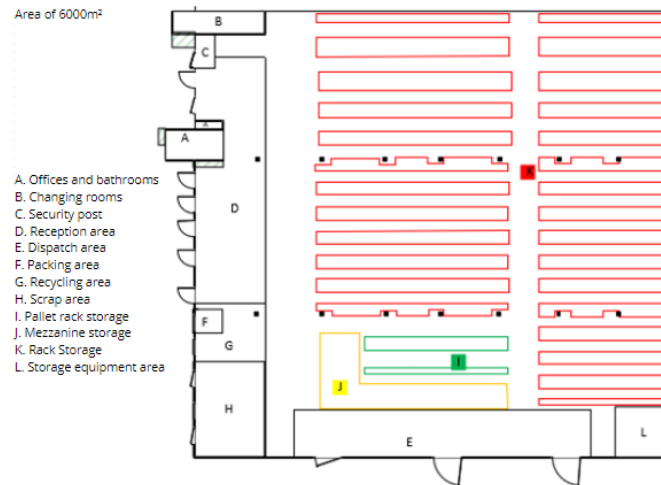 Area of 6000m²
B
C
A
A. Offices and bathrooms
B. Changing rooms
C. Security post
D. Reception area
E. Dispatch area
F. Packing area
G. Recycling area
H. Scrap area
I. Pallet rack storage
J. Mezzanine storage
K. Rack Storage
L. Storage equipment area
K
D
F
G
I
J
H
E
L